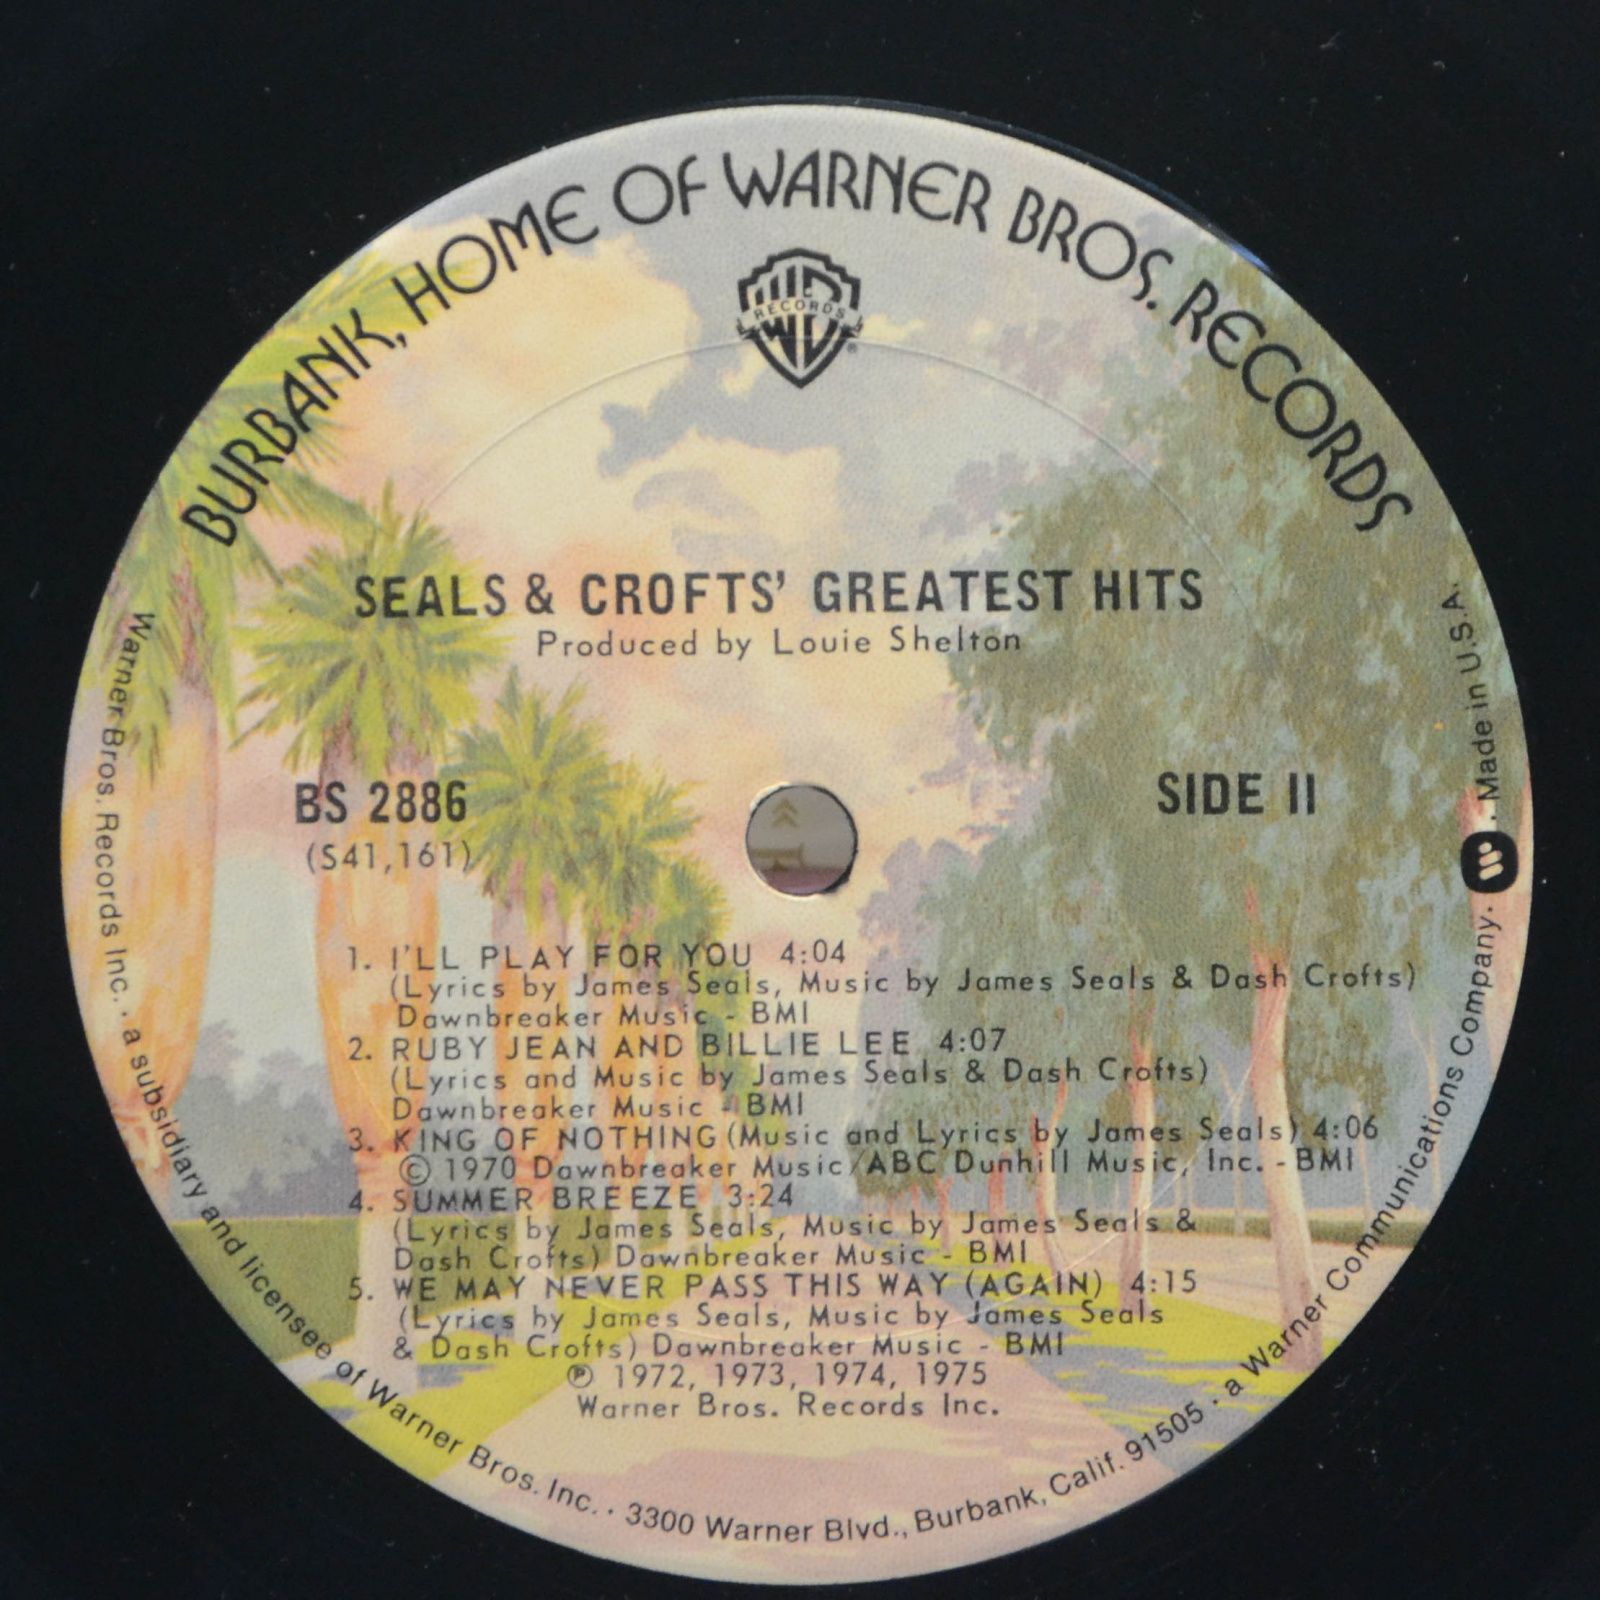 BURBANK, HOME OF WARNER BROS. RECORDS
WB
RECORDS
®
SEALS & CROFTS' GREATEST HITS
Produced by Louie Shelton
BS 2886
(S41,161)
SIDE II
1. I'LL PLAY FOR YOU 4:04
(Lyrics by James Seals, Music by James Seals & Dash Crofts)
Dawnbreaker Music - BMI
2. RUBY JEAN AND BILLIE LEE 4:07
(Lyrics and Music by James Seals & Dash Crofts)
Dawnbreaker Music - BMI
3. KING OF NOTHING (Music and Lyrics by James Seals) 4:06
© 1970 Dawnbreaker Music/ABC Dunhill Music, Inc. - BMI
4. SUMMER BREEZE 3:24
(Lyrics by James Seals, Music by James Seals &
Dash Crofts) Dawnbreaker Music - BMI
5. WE MAY NEVER PASS THIS WAY (AGAIN) 4:15
(Lyrics by James Seals, Music by James Seals
& Dash Crofts) Dawnbreaker Music - BMI
℗ 1972, 1973, 1974, 1975
Warner Bros. Records Inc.
Warner Bros. Records Inc. · a subsidiary and licensee of Warner Bros. Inc. · 3300 Warner Blvd., Burbank, Calif. 91505 · a Warner Communications Company. · Made in U.S.A.